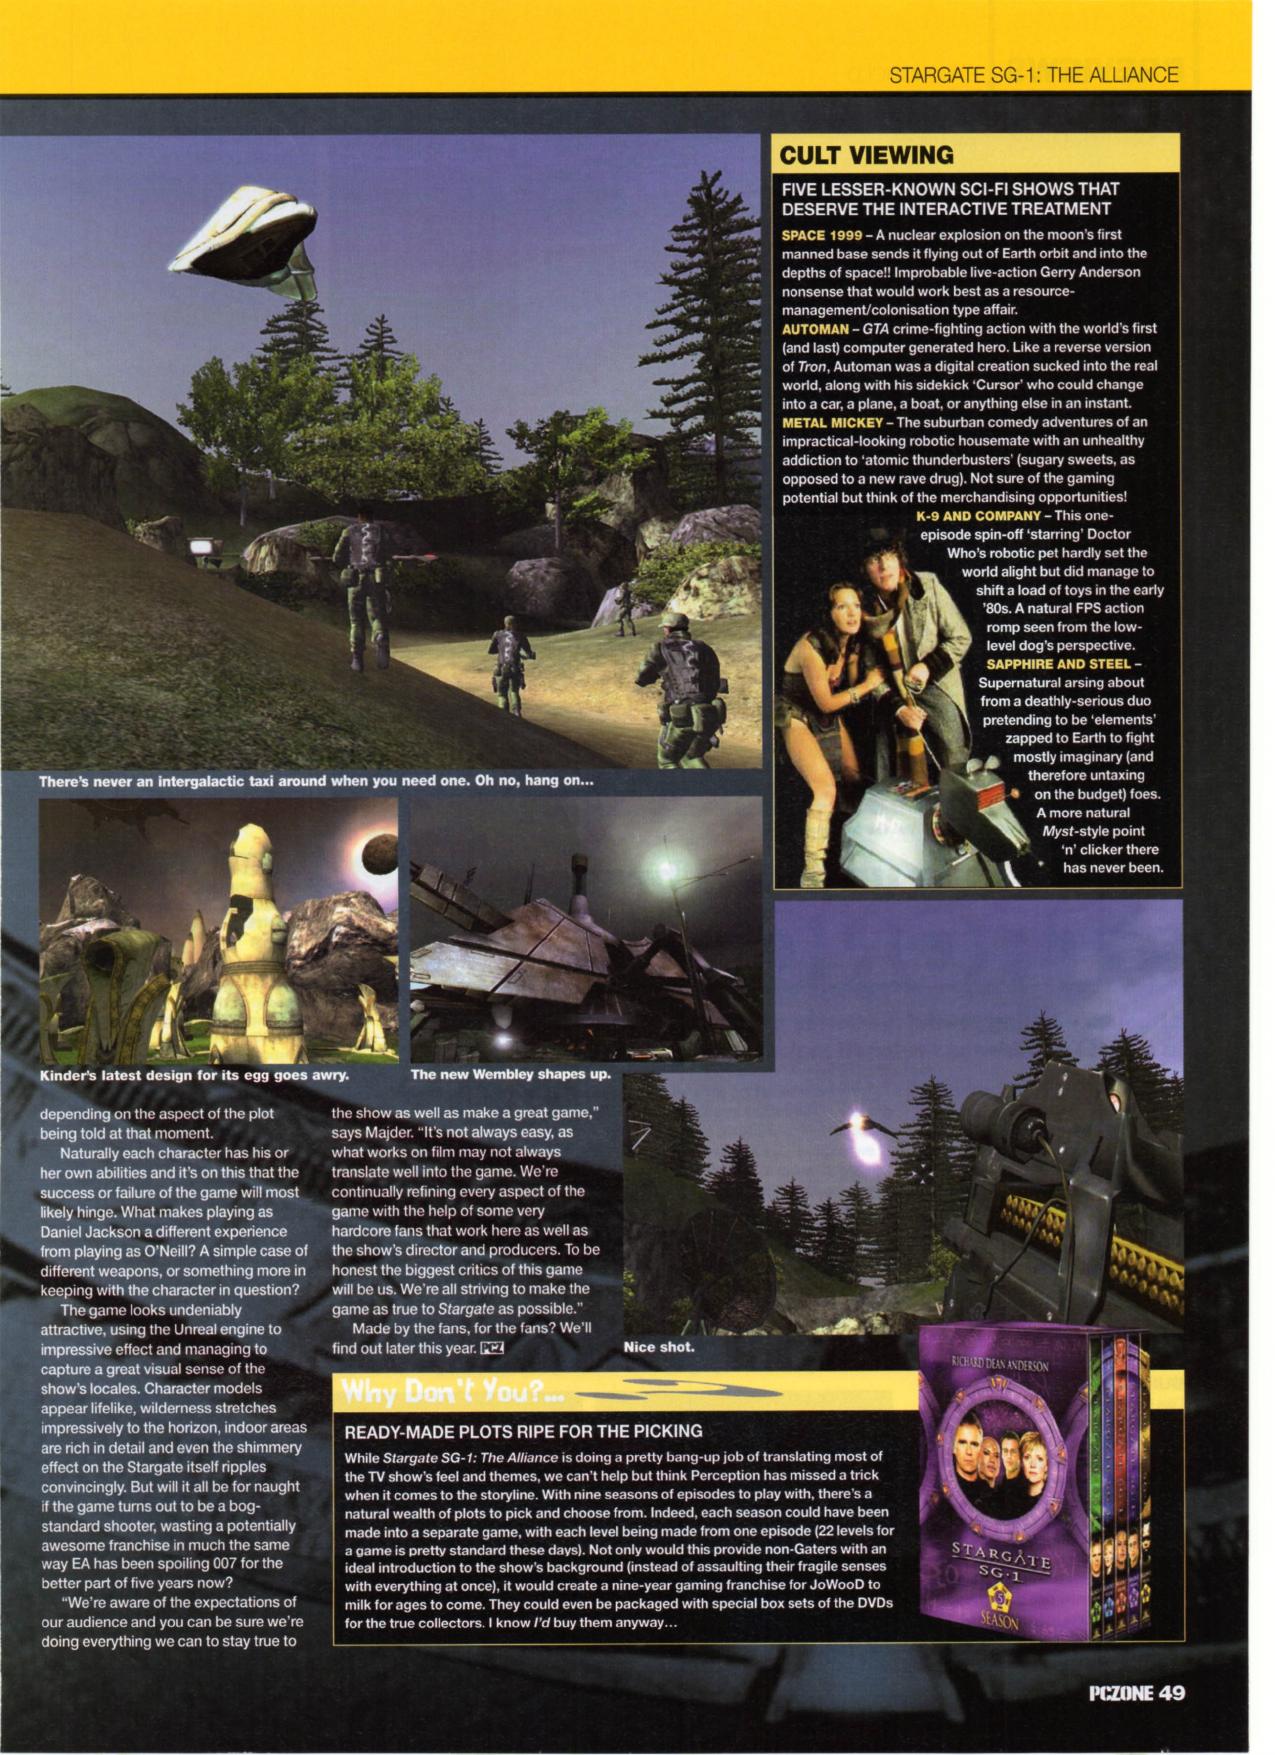 STARGATE SG-1: THE ALLIANCE
There's never an intergalactic taxi around when you need one. Oh no, hang on...
Kinder's latest design for its egg goes awry.
The new Wembley shapes up.
depending on the aspect of the plot
being told at that moment.
Naturally each character has his or
her own abilities and it's on this that the
success or failure of the game will most
likely hinge. What makes playing as
Daniel Jackson a different experience
from playing as O'Neill? A simple case of
different weapons, or something more in
keeping with the character in question?
The game looks undeniably
attractive, using the Unreal engine to
impressive effect and managing to
capture a great visual sense of the
show's locales. Character models
appear lifelike, wilderness stretches
impressively to the horizon, indoor areas
are rich in detail and even the shimmery
effect on the Stargate itself ripples
convincingly. But will it all be for naught
if the game turns out to be a bog-
standard shooter, wasting a potentially
awesome franchise in much the same
way EA has been spoiling 007 for the
better part of five years now?
"We're aware of the expectations of
our audience and you can be sure we're
doing everything we can to stay true to
the show as well as make a great game,"
says Majder. "It's not always easy, as
what works on film may not always
translate well into the game. We're
continually refining every aspect of the
game with the help of some very
hardcore fans that work here as well as
the show's director and producers. To be
honest the biggest critics of this game
will be us. We're all striving to make the
game as true to Stargate as possible."
Made by the fans, for the fans? We'll
find out later this year. PCZ
CULT VIEWING
FIVE LESSER-KNOWN SCI-FI SHOWS THAT
DESERVE THE INTERACTIVE TREATMENT
SPACE 1999 – A nuclear explosion on the moon's first
manned base sends it flying out of Earth orbit and into the
depths of space!! Improbable live-action Gerry Anderson
nonsense that would work best as a resource-
management/colonisation type affair.
AUTOMAN – GTA crime-fighting action with the world's first
(and last) computer generated hero. Like a reverse version
of Tron, Automan was a digital creation sucked into the real
world, along with his sidekick 'Cursor' who could change
into a car, a plane, a boat, or anything else in an instant.
METAL MICKEY – The suburban comedy adventures of an
impractical-looking robotic housemate with an unhealthy
addiction to 'atomic thunderbusters' (sugary sweets, as
opposed to a new rave drug). Not sure of the gaming
potential but think of the merchandising opportunities!
K-9 AND COMPANY – This one-
episode spin-off 'starring' Doctor
Who's robotic pet hardly set the
world alight but did manage to
shift a load of toys in the early
'80s. A natural FPS action
romp seen from the low-
level dog's perspective.
SAPPHIRE AND STEEL –
Supernatural arsing about
from a deathly-serious duo
pretending to be 'elements'
zapped to Earth to fight
mostly imaginary (and
therefore untaxing
on the budget) foes.
A more natural
Myst-style point
'n' clicker there
has never been.
Nice shot.
Why Don't You?...
READY-MADE PLOTS RIPE FOR THE PICKING
While Stargate SG-1: The Alliance is doing a pretty bang-up job of translating most of
the TV show's feel and themes, we can't help but think Perception has missed a trick
when it comes to the storyline. With nine seasons of episodes to play with, there's a
natural wealth of plots to pick and choose from. Indeed, each season could have been
made into a separate game, with each level being made from one episode (22 levels for
a game is pretty standard these days). Not only would this provide non-Gaters with an
ideal introduction to the show's background (instead of assaulting their fragile senses
with everything at once), it would create a nine-year gaming franchise for JoWooD to
milk for ages to come. They could even be packaged with special box sets of the DVDs
for the true collectors. I know I'd buy them anyway...
RICHARD DEAN ANDERSON
STARGATE
SG·1
5
SEASON
PCZONE 49